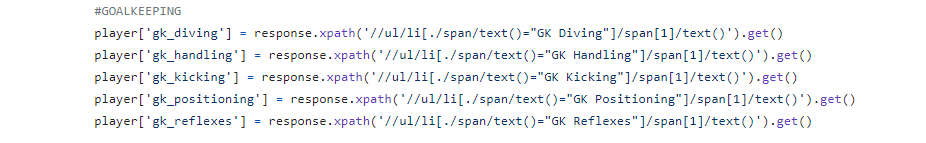 #GOALKEEPING
player['gk_diving'] = response.xpath('//ul/li[./span/text()="GK Diving"]/span[1]/text()').get()
player['gk_handling'] = response.xpath('//ul/li[./span/text()="GK Handling"]/span[1]/text()').get()
player['gk_kicking'] = response.xpath('//ul/li[./span/text()="GK Kicking"]/span[1]/text()').get()
player['gk_positioning'] = response.xpath('//ul/li[./span/text()="GK Positioning"]/span[1]/text()').get()
player['gk_reflexes'] = response.xpath('//ul/li[./span/text()="GK Reflexes"]/span[1]/text()').get()